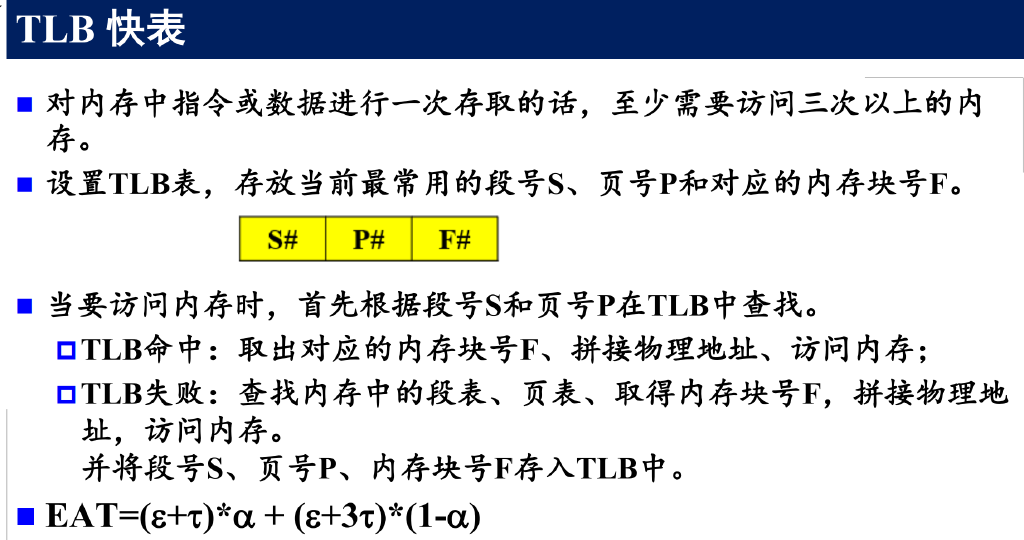 TLB 快表
对内存中指令或数据进行一次存取的话，至少需要访问三次以上的内
存。
设置TLB表，存放当前最常用的段号S、页号P和对应的内存块号F。
S# P# F#
当要访问内存时，首先根据段号S和页号P在TLB中查找。
TLB命中：取出对应的内存块号F、拼接物理地址、访问内存；
TLB失败：查找内存中的段表、页表、取得内存块号F，拼接物理地
址，访问内存。
并将段号S、页号P、内存块号F存入TLB中。
EAT=(ε+τ)*α + (ε+3τ)*(1-α)